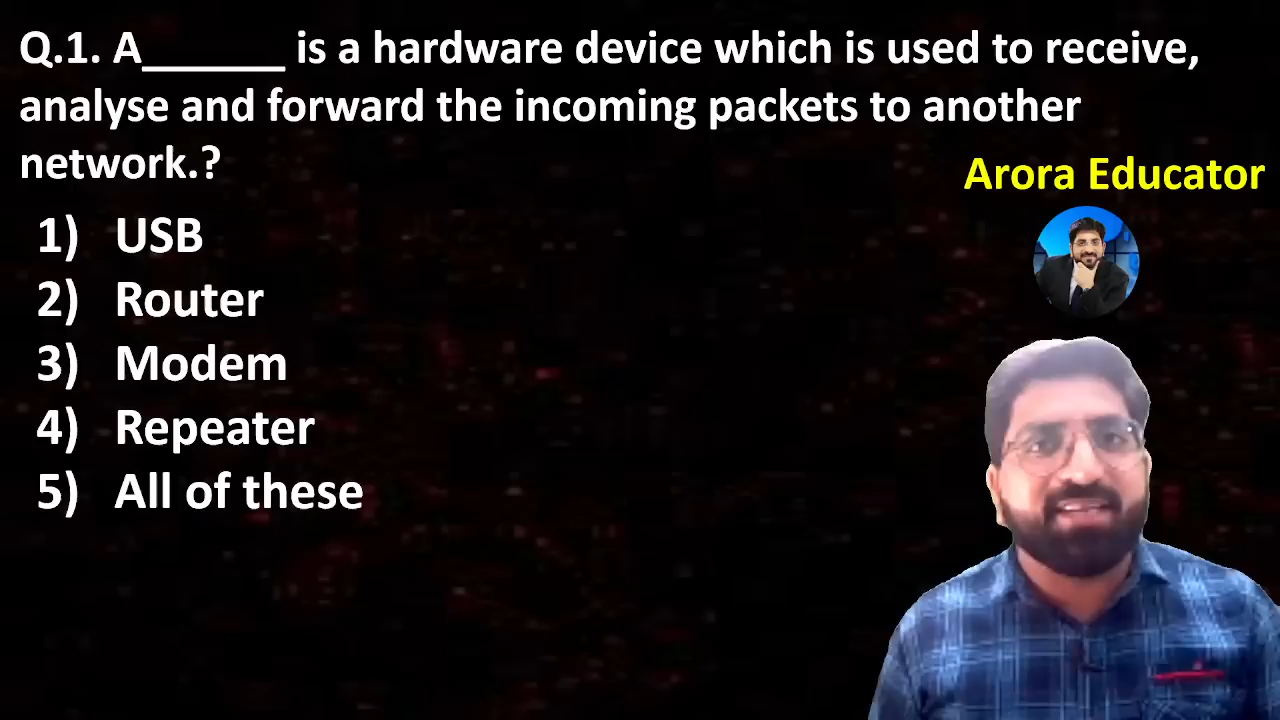 Q.1. A______ is a hardware device which is used to receive,
analyse and forward the incoming packets to another
network.?
Arora Educator
1) USB
2) Router
3) Modem
4) Repeater
5) All of these